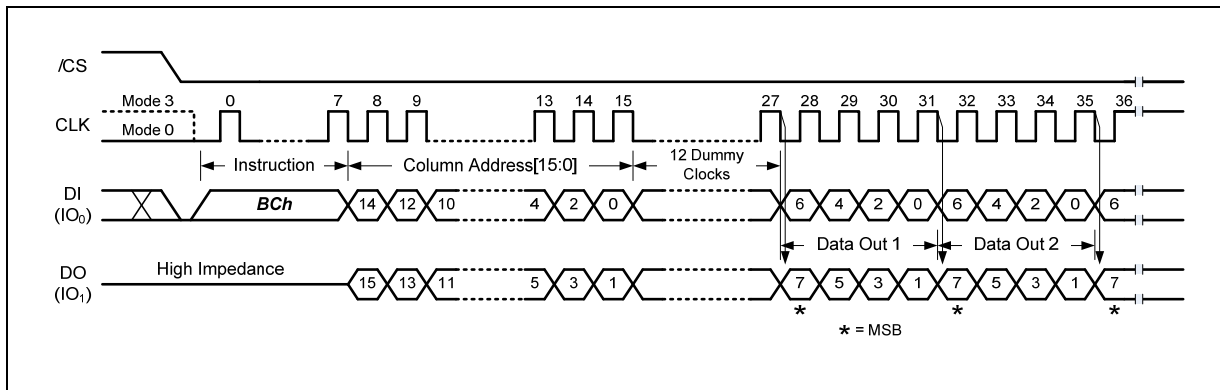 /CS
Mode 3 0 7 8 9 13 14 15 27 28 29 30 31 32 33 34 35 36
CLK
Mode 0
Instruction Column Address[15:0] 12 Dummy Clocks
DI (IO0) BCh 14 12 10 4 2 0 6 4 2 0 6 4 2 0 6
Data Out 1 Data Out 2
High Impedance
DO (IO1) 15 13 11 5 3 1 7 5 3 1 7 5 3 1 7
* * *
* = MSB